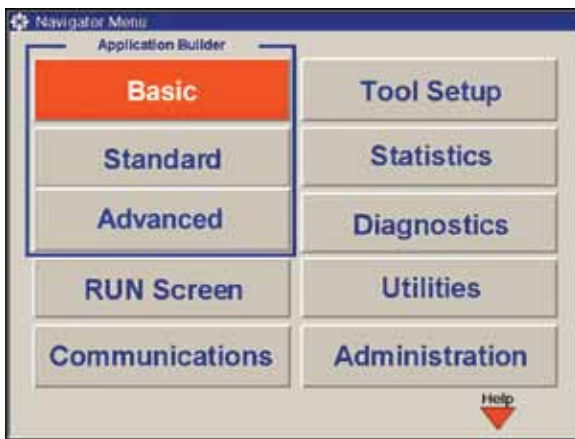 Navigator Menu
Application Builder
Basic
Standard
Advanced
RUN Screen
Communications
Tool Setup
Statistics
Diagnostics
Utilities
Administration
Help